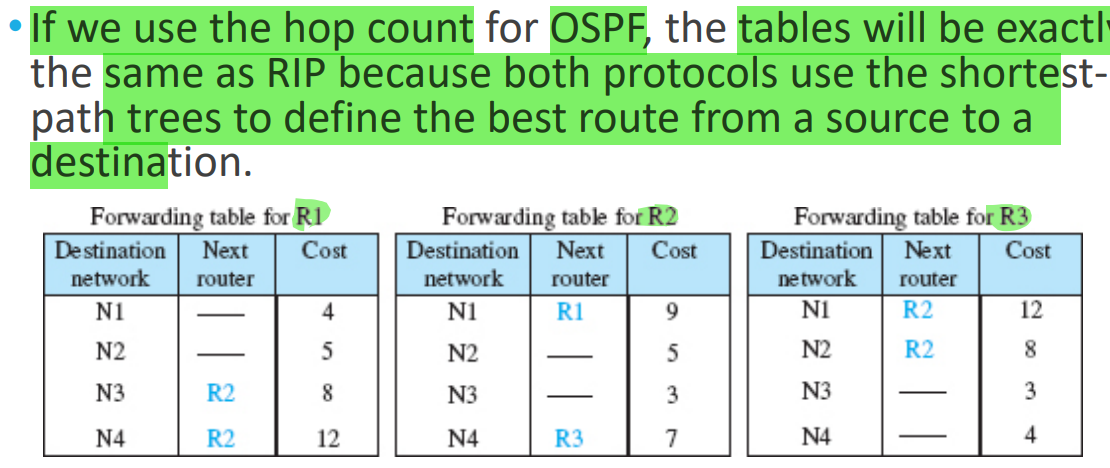 • If we use the hop count for OSPF, the tables will be exactly
the same as RIP because both protocols use the shortest-
path trees to define the best route from a source to a
destination.
Forwarding table for R1 Forwarding table for R2 Forwarding table for R3
Destination network Next router Cost Destination network Next router Cost Destination network Next router Cost
N1 — 4 N1 R1 9 N1 R2 12
N2 — 5 N2 — 5 N2 R2 8
N3 R2 8 N3 — 3 N3 — 3
N4 R2 12 N4 R3 7 N4 — 4